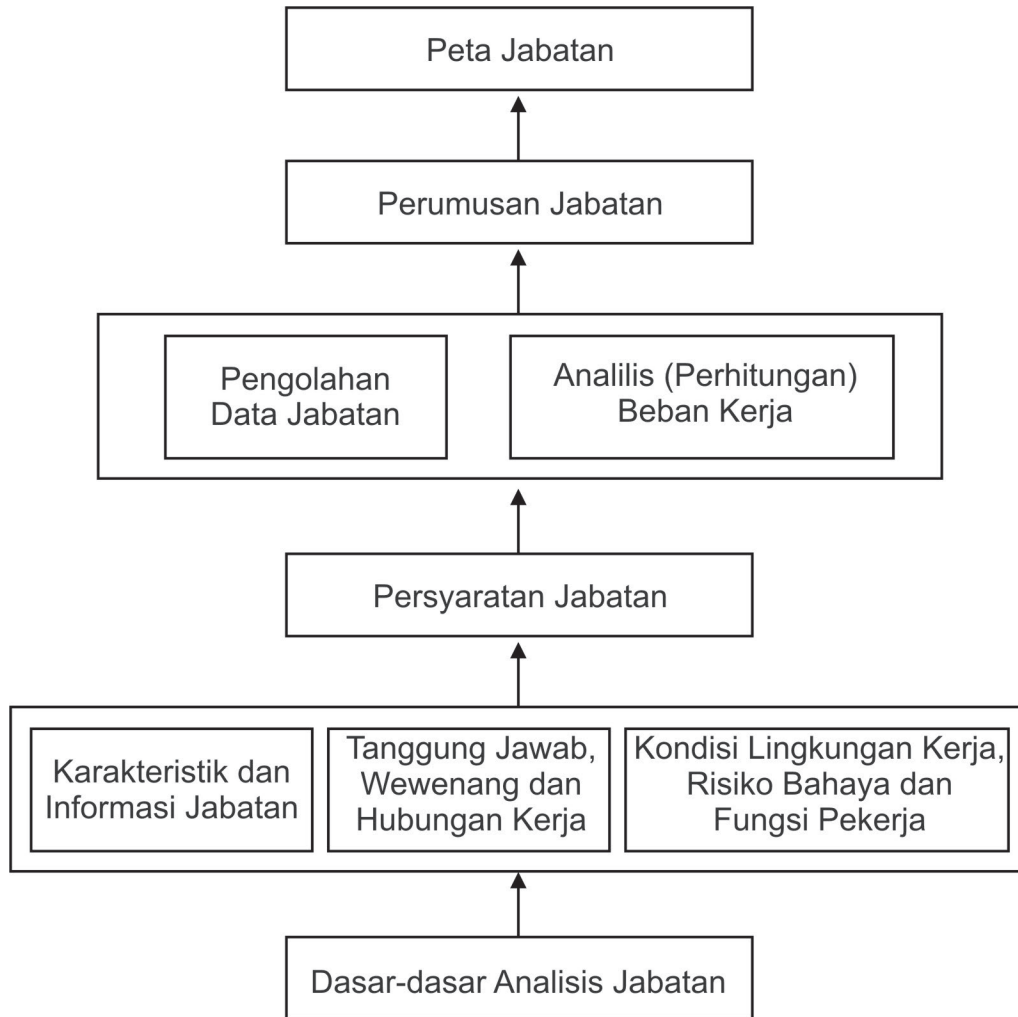 Peta Jabatan
Perumusan Jabatan
Pengolahan
Data Jabatan
Analilis (Perhitungan)
Beban Kerja
Persyaratan Jabatan
Karakteristik dan
Informasi Jabatan
Tanggung Jawab,
Wewenang dan
Hubungan Kerja
Kondisi Lingkungan Kerja,
Risiko Bahaya dan
Fungsi Pekerja
Dasar-dasar Analisis Jabatan